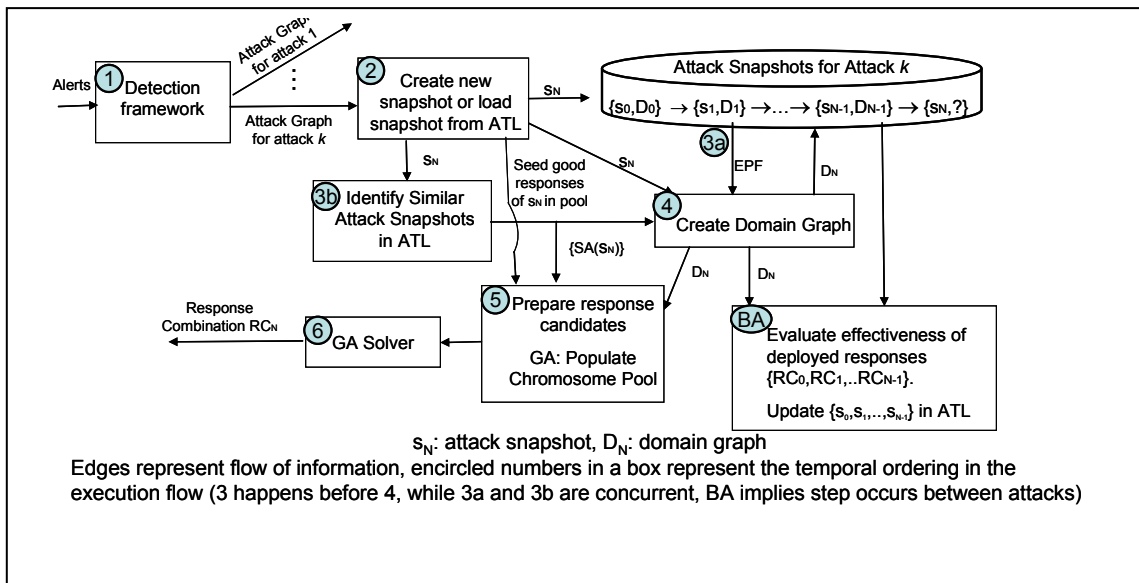 Attack Graph
for attack 1
Alerts
1
Detection
framework
⋮
Attack Graph
for attack k
2
Create new
snapshot or load
snapshot from ATL
sN
Attack Snapshots for Attack k
{s0,D0} → {s1,D1} →…→ {sN-1,DN-1} → {sN,?}
3a
EPF
DN
sN
sN
Seed good
responses
of sN in pool
3b
Identify Similar
Attack Snapshots
in ATL
{SA(sN)}
4
Create Domain Graph
DN
DN
5
Prepare response
candidates
GA: Populate
Chromosome Pool
Response
Combination RCN
6
GA Solver
BA
Evaluate effectiveness of
deployed responses
{RC0,RC1,..RCN-1}.
Update {s0,s1,..,sN-1} in ATL
sN: attack snapshot, DN: domain graph
Edges represent flow of information, encircled numbers in a box represent the temporal ordering in the
execution flow (3 happens before 4, while 3a and 3b are concurrent, BA implies step occurs between attacks)